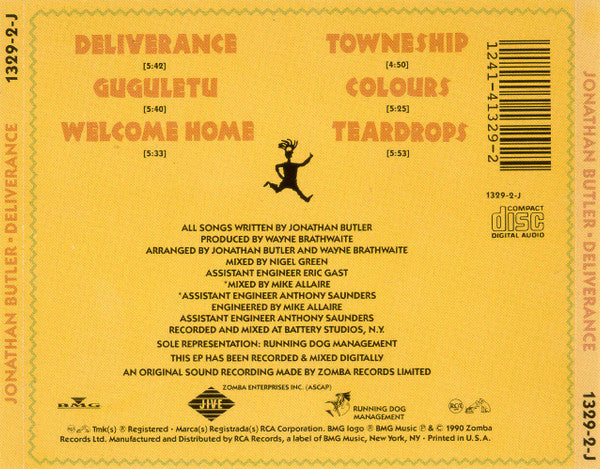 JONATHAN BUTLER • DELIVERANCE
1329-2-J
DELIVERANCE
[5:42]
GUGULETU
[5:40]
WELCOME HOME
[5:33]
TOWNESHIP
[4:50]
COLOURS
[5:25]
TEARDROPS
[5:53]
1241-41329-2
1329-2-J
COMPACT
disc
DIGITAL AUDIO
ALL SONGS WRITTEN BY JONATHAN BUTLER
PRODUCED BY WAYNE BRATHWAITE
ARRANGED BY JONATHAN BUTLER AND WAYNE BRATHWAITE
MIXED BY NIGEL GREEN
ASSISTANT ENGINEER ERIC GAST
*MIXED BY MIKE ALLAIRE
*ASSISTANT ENGINEER ANTHONY SAUNDERS
ENGINEERED BY MIKE ALLAIRE
ASSISTANT ENGINEER ANTHONY SAUNDERS
RECORDED AND MIXED AT BATTERY STUDIOS, N.Y.
SOLE REPRESENTATION: RUNNING DOG MANAGEMENT
THIS EP HAS BEEN RECORDED & MIXED DIGITALLY
AN ORIGINAL SOUND RECORDING MADE BY ZOMBA RECORDS LIMITED
ZOMBA ENTERPRISES INC. (ASCAP)
BMG
JIVE
RUNNING DOG
MANAGEMENT
RCA
Tmk(s) ® Registered • Marca(s) Registrada(s) RCA Corporation. BMG logo ® BMG Music ℗ © 1990 Zomba
Records Ltd. Manufactured and Distributed by RCA Records, a label of BMG Music, New York, NY • Printed in U.S.A.
JONATHAN BUTLER • DELIVERANCE
1329-2-J